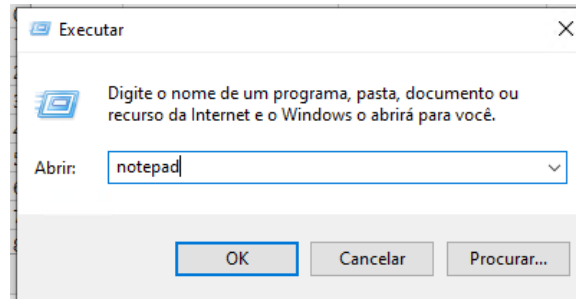 Executar
Digite o nome de um programa, pasta, documento ou
recurso da Internet e o Windows o abrirá para você.
Abrir: notepad
OK Cancelar Procurar...